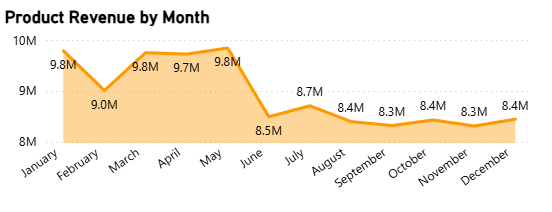 Product Revenue by Month
10M
9M
8M
9.8M
9.0M
9.8M
9.7M
9.8M
8.5M
8.7M
8.4M
8.3M
8.4M
8.3M
8.4M
January
February
March
April
May
June
July
August
September
October
November
December